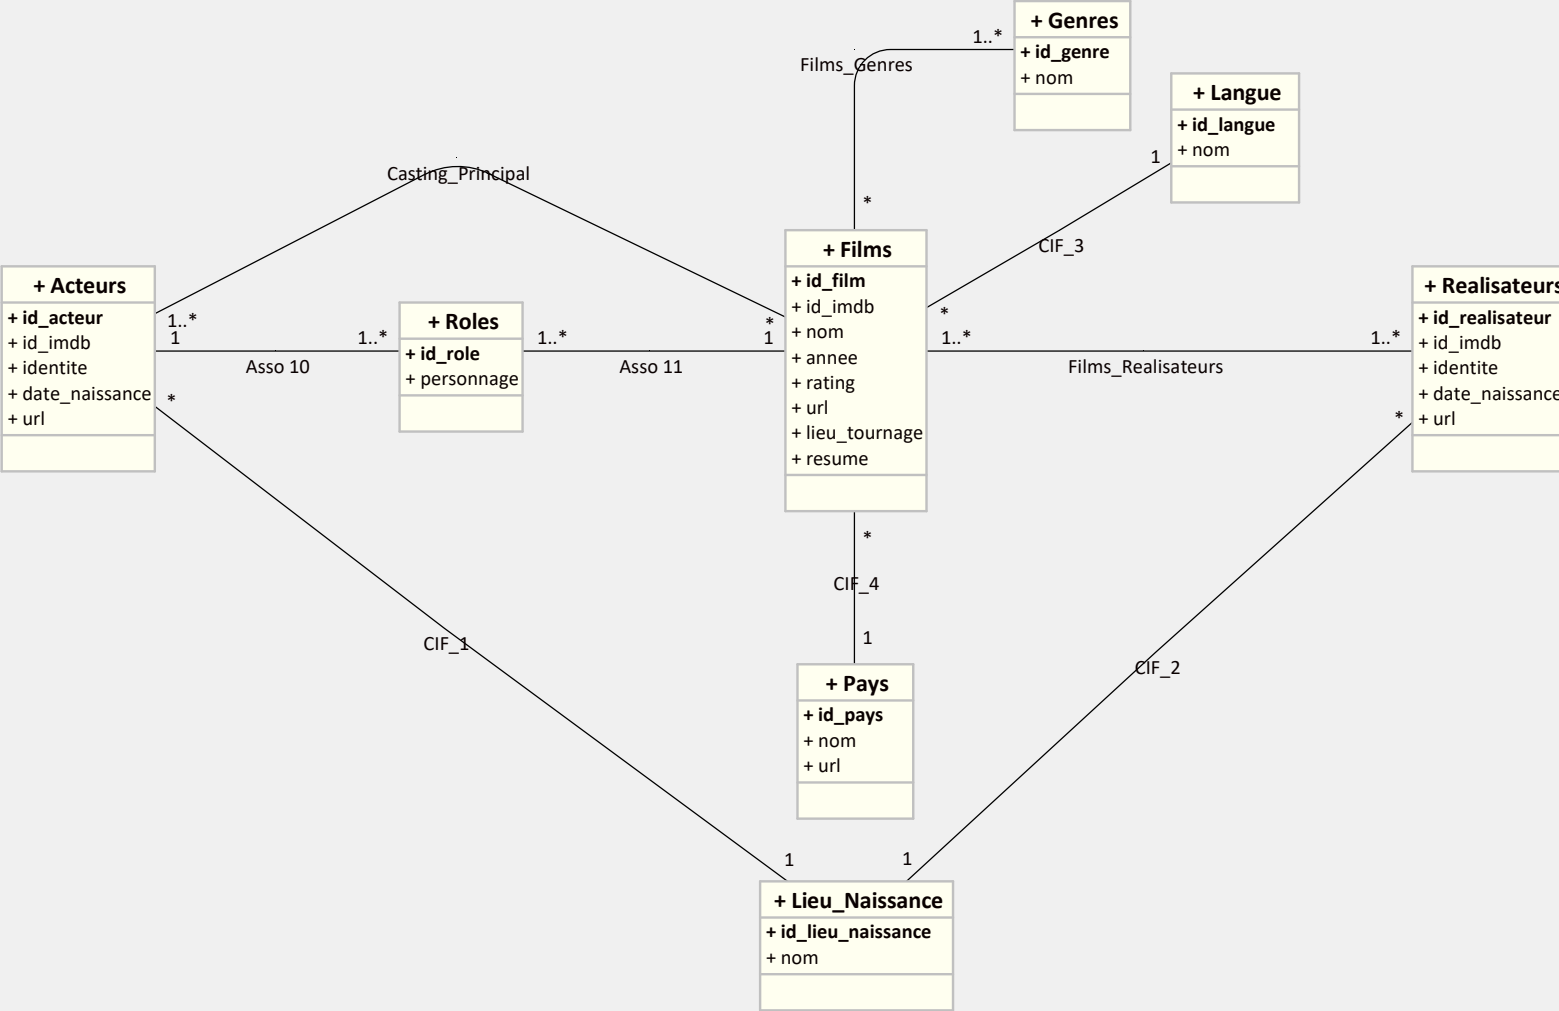 + Genres
1..*
+ id_genre
+ nom
Films_Genres
+ Langue
+ id_langue
+ nom
1
Casting_Principal
*
CIF_3
+ Films
+ id_film
+ id_imdb
+ nom
+ annee
+ rating
+ url
+ lieu_tournage
+ resume
+ Acteurs
+ id_acteur
+ id_imdb
+ identite
+ date_naissance
+ url
1..*
1
1..*
Asso 10
*
+ Roles
+ id_role
+ personnage
1..*
Asso 11
*
1
*
1..*
1..*
Films_Realisateurs
+ Realisateurs
+ id_realisateur
+ id_imdb
+ identite
+ date_naissance
+ url
*
*
CIF_4
1
CIF_1
CIF_2
+ Pays
+ id_pays
+ nom
+ url
1
1
+ Lieu_Naissance
+ id_lieu_naissance
+ nom